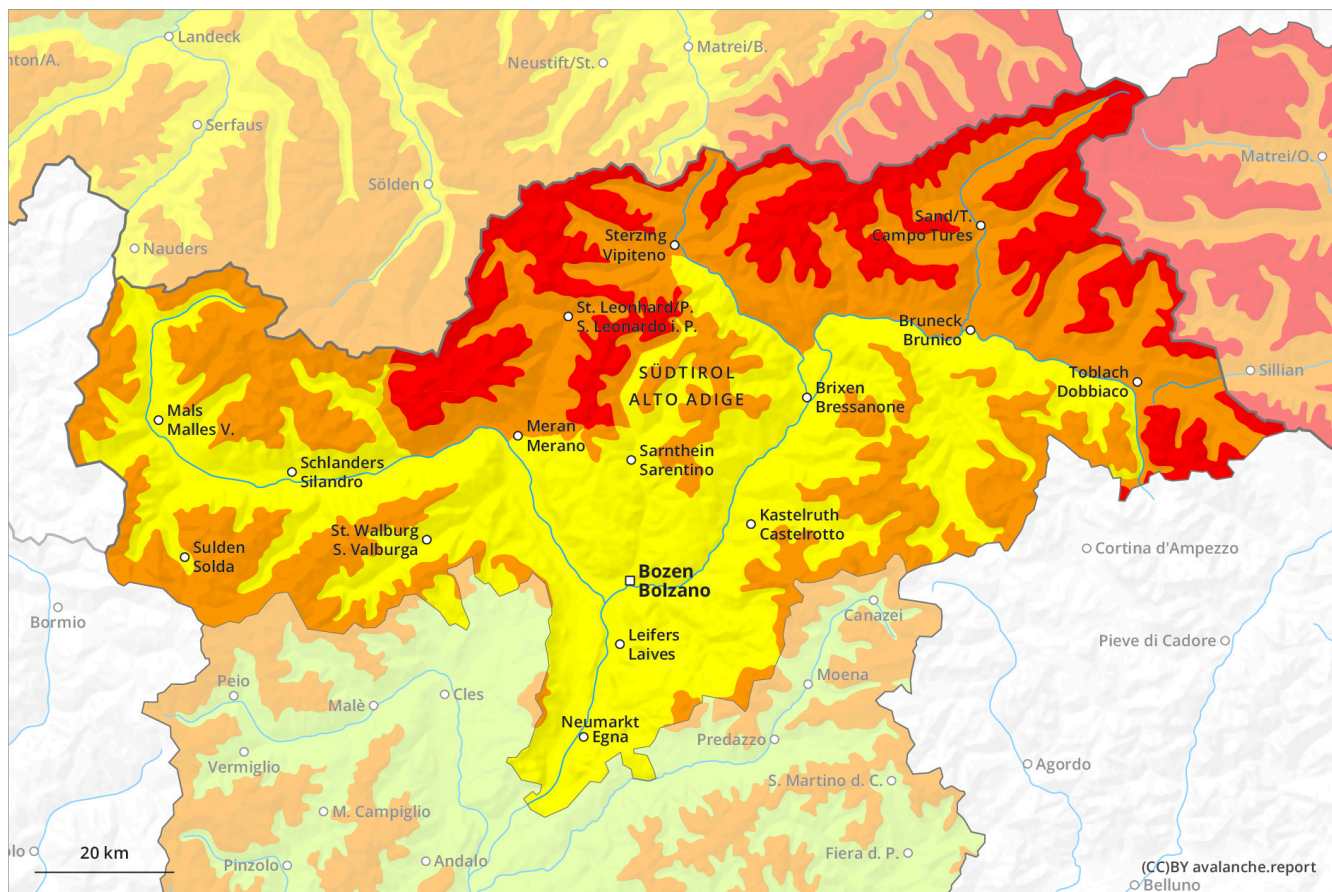 Landeck
nton/A.
Matrei/B.
Neustift/St.
Serfaus
Matrei/O.
Sölden
Sand/T.
Campo Tures
Sterzing
Vipiteno
Nauders
St. Leonhard/P.
S. Leonardo i. P.
Bruneck
Brunico
SÜDTIROL
ALTO ADIGE
Toblach
Dobbiaco
Sillian
Brixen
Bressanone
Mals
Malles V.
Meran
Merano
Sarnthein
Sarentino
Schlanders
Silandro
Kastelruth
Castelrotto
St. Walburg
S. Valburga
Sulden
Solda
Cortina d'Ampezzo
Bozen
Bolzano
Bormio
Canazei
Leifers
Laives
Pieve di Cadore
Peio
Cles
Malè
Moena
Neumarkt
Egna
Predazzo
Vermiglio
Agordo
S. Martino d. C.
M. Campiglio
olo
20 km
Pinzolo
Andalo
Fiera d. P.
(CC)BY avalanche.report
Belluno